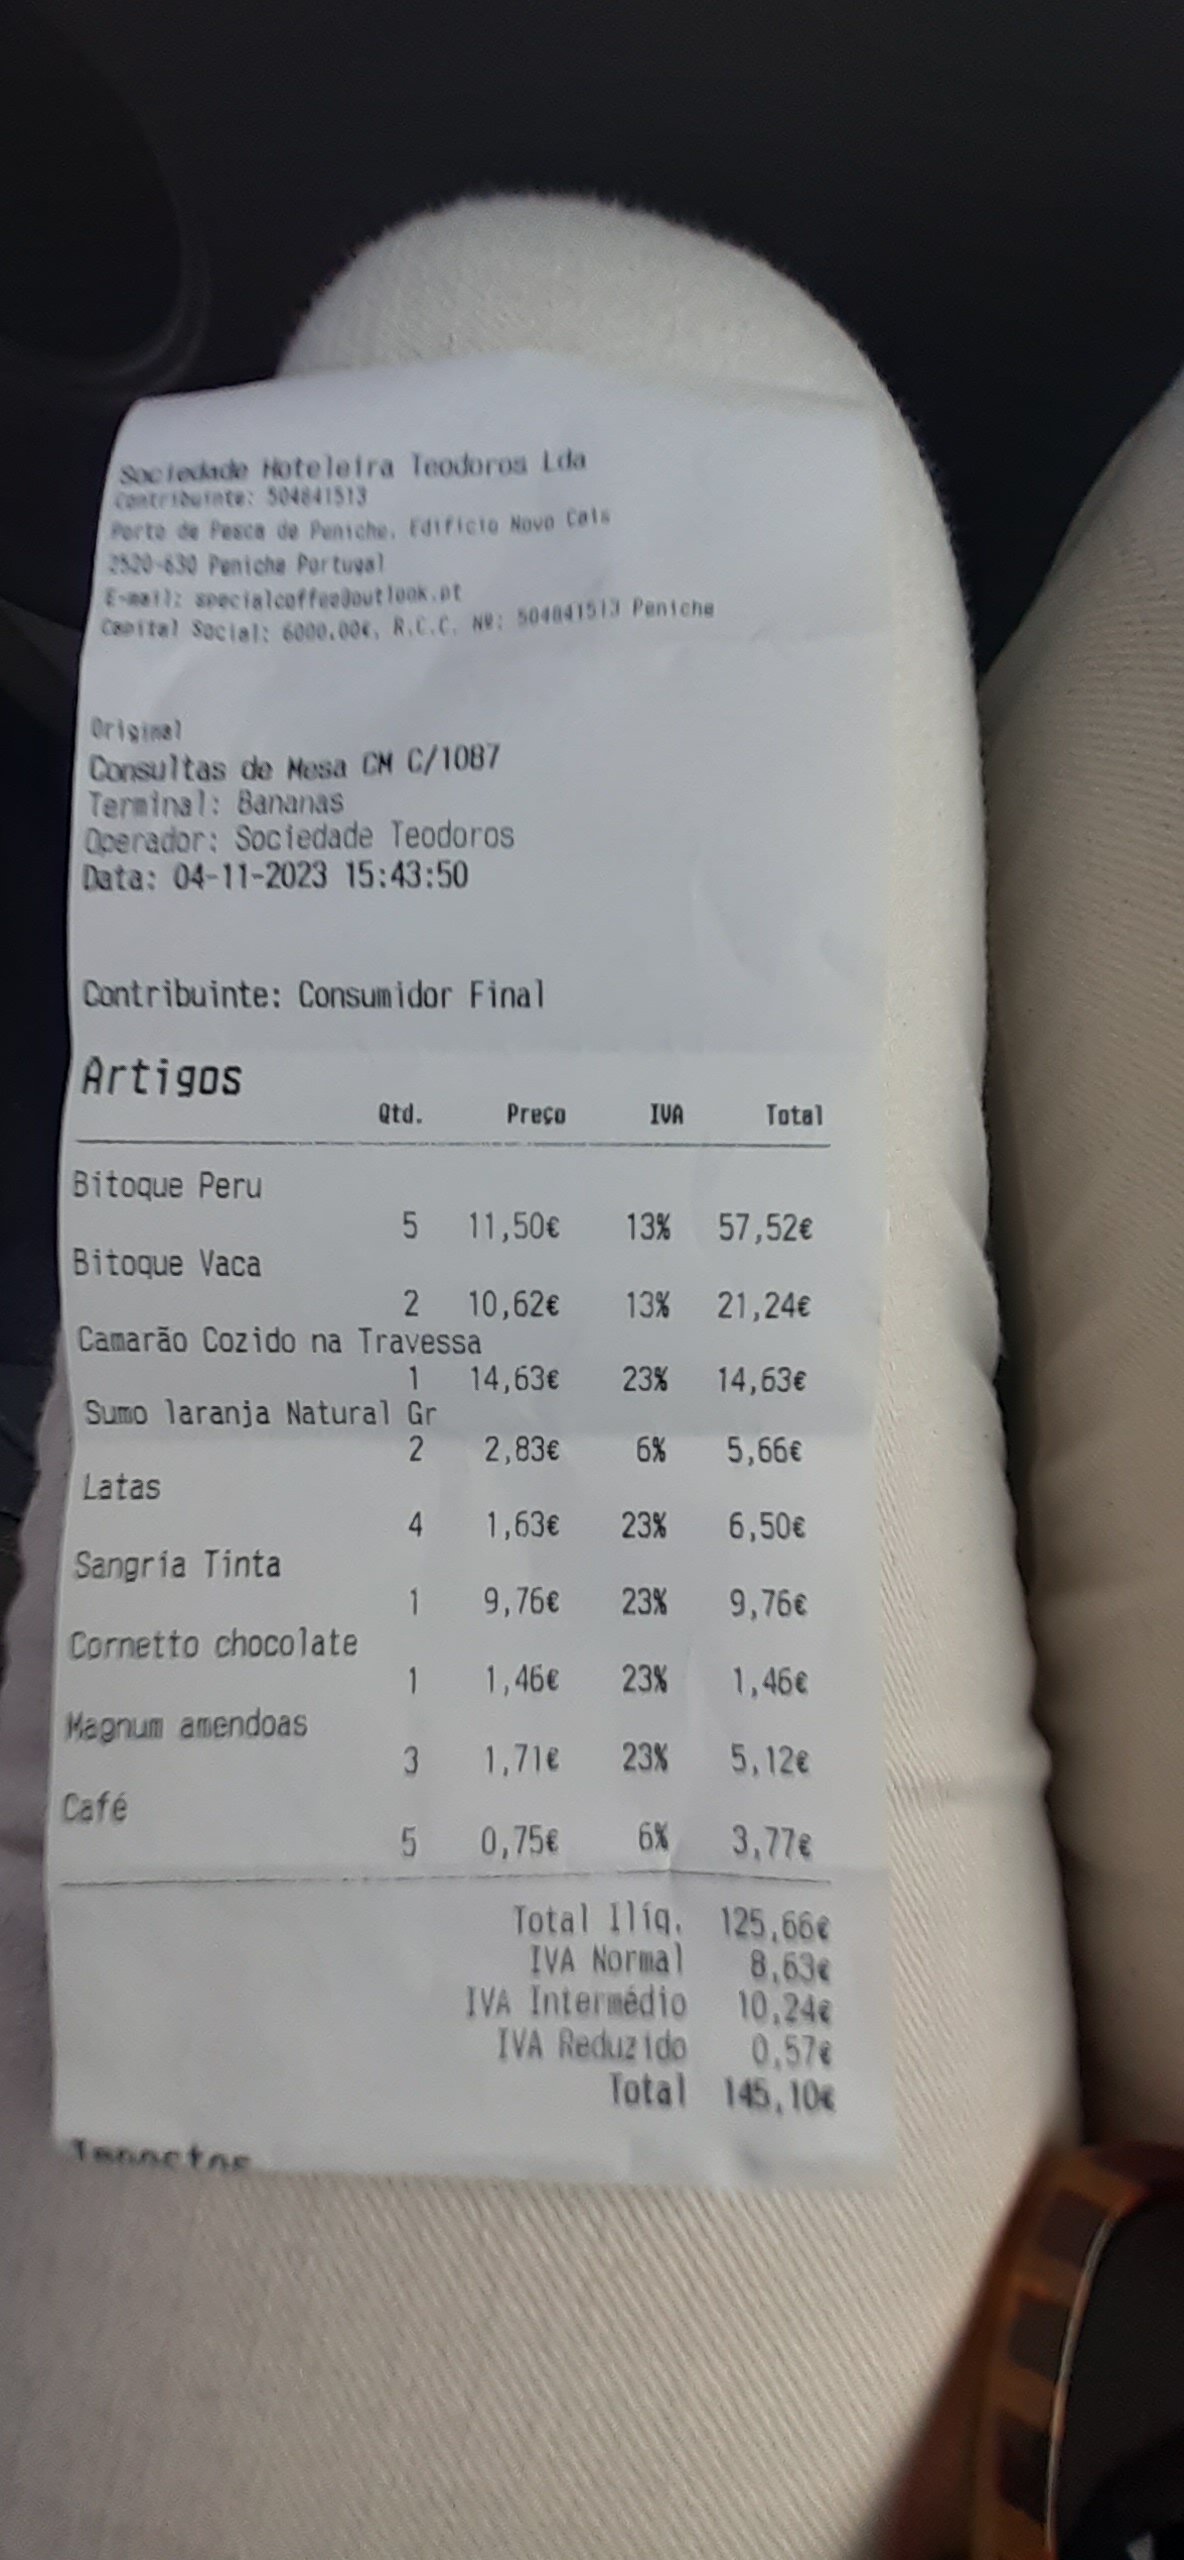 Sociedade Hoteleira Teodoros Lda
Contribuinte: 504841513
Porto de Pesca de Peniche, Edificio Novo Cais
2520-630 Peniche Portugal
E-mail: specialcoffee@outlook.pt
Capital Social: 6000,00€, R.C.C. Nº: 504841513 Peniche
Original
Consultas de Mesa CM C/1087
Terminal: Bananas
Operador: Sociedade Teodoros
Data: 04-11-2023 15:43:50
Contribuinte: Consumidor Final
Artigos
Qtd. Preço IVA Total
Bitoque Peru
5 11,50€ 13% 57,52€
Bitoque Vaca
2 10,62€ 13% 21,24€
Camarão Cozido na Travessa
1 14,63€ 23% 14,63€
Sumo laranja Natural Gr
2 2,83€ 6% 5,66€
Latas
4 1,63€ 23% 6,50€
Sangria Tinta
1 9,76€ 23% 9,76€
Cornetto chocolate
1 1,46€ 23% 1,46€
Magnum amendoas
3 1,71€ 23% 5,12€
Café
5 0,75€ 6% 3,77€
Total Ilíq. 125,66€
IVA Normal 8,63€
IVA Intermédio 10,24€
IVA Reduzido 0,57€
Total 145,10€